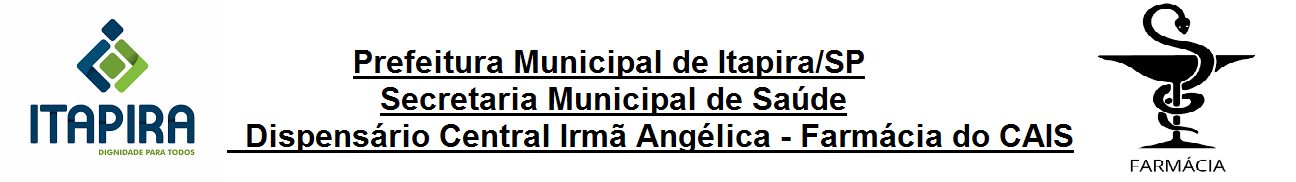 ITAPIRA
DIGNIDADE PARA TODOS
Prefeitura Municipal de Itapira/SP
Secretaria Municipal de Saúde
Dispensário Central Irmã Angélica - Farmácia do CAIS
FARMÁCIA